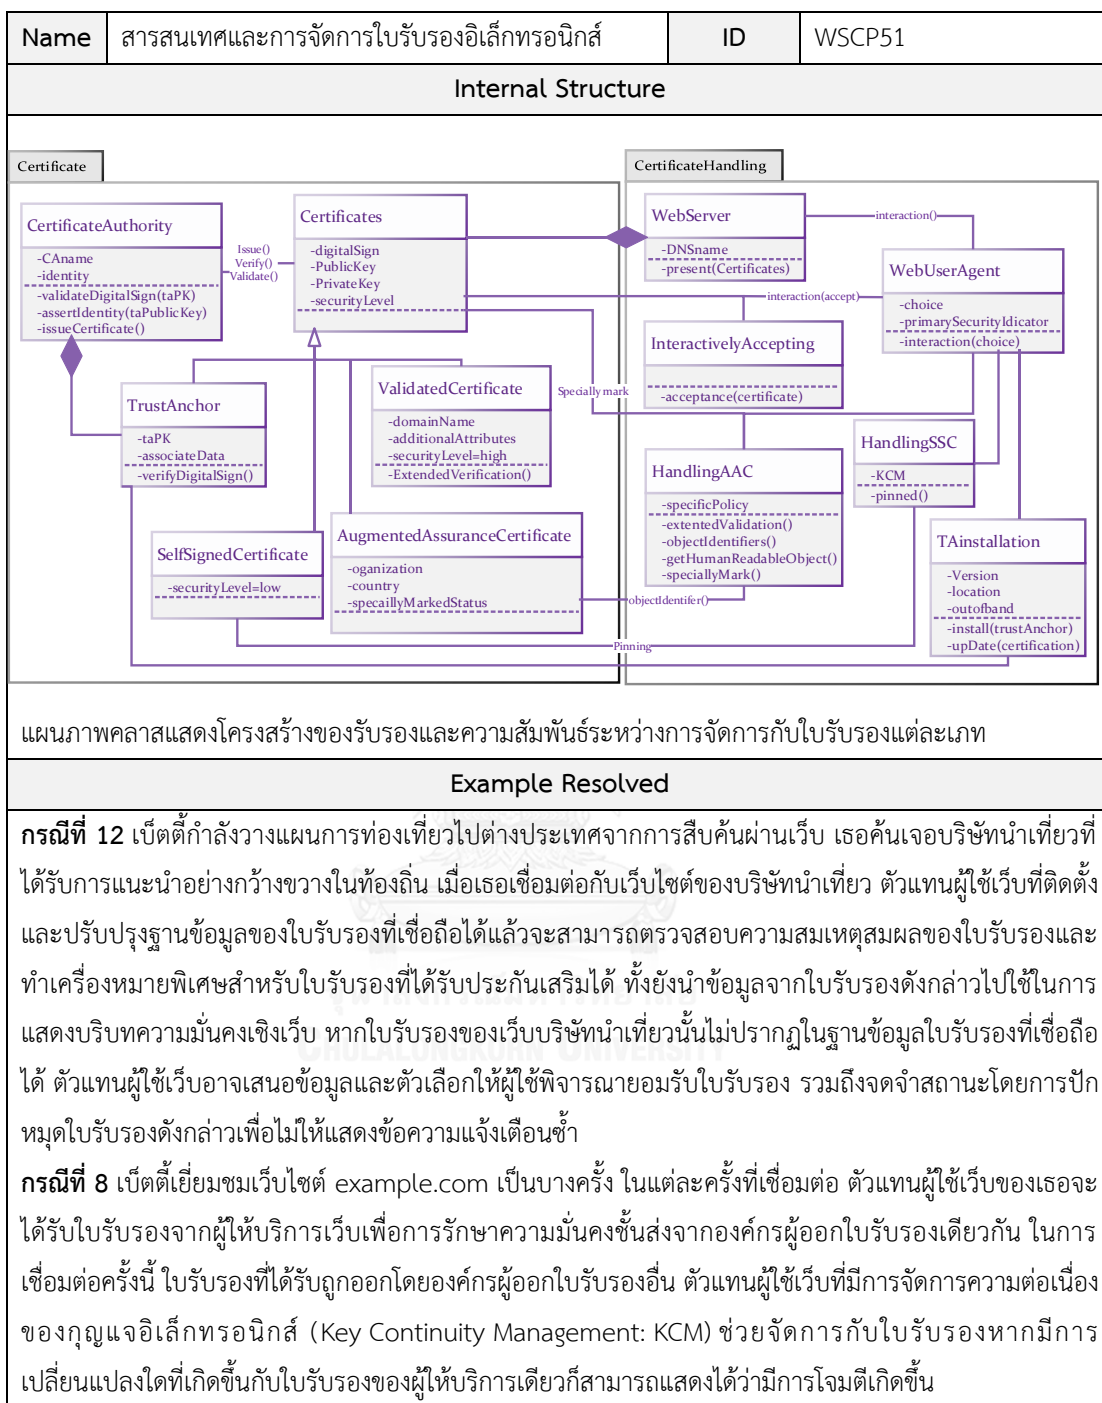 Name สารสนเทศและการจัดการใบรับรองอิเล็กทรอนิกส์ ID WSCP51
Internal Structure
Certificate
CertificateHandling
CertificateAuthority
-CAname
-identity
-validateDigitalSign(taPK)
-assertIdentity(taPublicKey)
-issueCertificate()
Issue()
Verify()
Validate()
Certificates
-digitalSign
-PublicKey
-PrivateKey
-securityLevel
WebServer
-DNSname
-present(Certificates)
interaction()
WebUserAgent
-choice
-primarySecurityIdicator
-interaction(choice)
interaction(accept)
InteractivelyAccepting
-acceptance(certificate)
TrustAnchor
-taPK
-associateData
-verifyDigitalSign()
ValidatedCertificate
-domainName
-additionalAttributes
-securityLevel=high
-ExtendedVerification()
Specially mark
HandlingAAC
-specificPolicy
-extentedValidation()
-objectIdentifiers()
-getHumanReadableObject()
-speciallyMark()
HandlingSSC
-KCM
-pinned()
SelfSignedCertificate
-securityLevel=low
AugmentedAssuranceCertificate
-oganization
-country
-specaillyMarkedStatus
objectIdentifer()
TAinstallation
-Version
-location
-outofband
-install(trustAnchor)
-upDate(certification)
Pinning
แผนภาพคลาสแสดงโครงสร้างของรับรองและความสัมพันธ์ระหว่างการจัดการกับใบรับรองแต่ละเภท
Example Resolved
กรณีที่ 12 เบ็ตตี้กำลังวางแผนการท่องเที่ยวไปต่างประเทศจากการสืบค้นผ่านเว็บ เธอค้นเจอบริษัทนำเที่ยวที่
ได้รับการแนะนำอย่างกว้างขวางในท้องถิ่น เมื่อเธอเชื่อมต่อกับเว็บไซต์ของบริษัทนำเที่ยว ตัวแทนผู้ใช้เว็บที่ติดตั้ง
และปรับปรุงฐานข้อมูลของใบรับรองที่เชื่อถือได้แล้วจะสามารถตรวจสอบความสมเหตุสมผลของใบรับรองและ
ทำเครื่องหมายพิเศษสำหรับใบรับรองที่ได้รับประกันเสริมได้ ทั้งยังนำข้อมูลจากใบรับรองดังกล่าวไปใช้ในการ
แสดงบริบทความมั่นคงเชิงเว็บ หากใบรับรองของเว็บบริษัทนำเที่ยวนั้นไม่ปรากฏในฐานข้อมูลใบรับรองที่เชื่อถือ
ได้ ตัวแทนผู้ใช้เว็บอาจเสนอข้อมูลและตัวเลือกให้ผู้ใช้พิจารณายอมรับใบรับรอง รวมถึงจดจำสถานะโดยการปัก
หมุดใบรับรองดังกล่าวเพื่อไม่ให้แสดงข้อความแจ้งเตือนซ้ำ
กรณีที่ 8 เบ็ตตี้เยี่ยมชมเว็บไซต์ example.com เป็นบางครั้ง ในแต่ละครั้งที่เชื่อมต่อ ตัวแทนผู้ใช้เว็บของเธอจะ
ได้รับใบรับรองจากผู้ให้บริการเว็บเพื่อการรักษาความมั่นคงชั้นส่งจากองค์กรผู้ออกใบรับรองเดียวกัน ในการ
เชื่อมต่อครั้งนี้ ใบรับรองที่ได้รับถูกออกโดยองค์กรผู้ออกใบรับรองอื่น ตัวแทนผู้ใช้เว็บที่มีการจัดการความต่อเนื่อง
ของกุญแจอิเล็กทรอนิกส์ (Key Continuity Management: KCM) ช่วยจัดการกับใบรับรองหากมีการ
เปลี่ยนแปลงใดที่เกิดขึ้นกับใบรับรองของผู้ให้บริการเดียวก็สามารถแสดงได้ว่ามีการโจมตีเกิดขึ้น
จุฬาลงกรณ์มหาวิทยาลัย
CHULALONGKORN UNIVERSITY